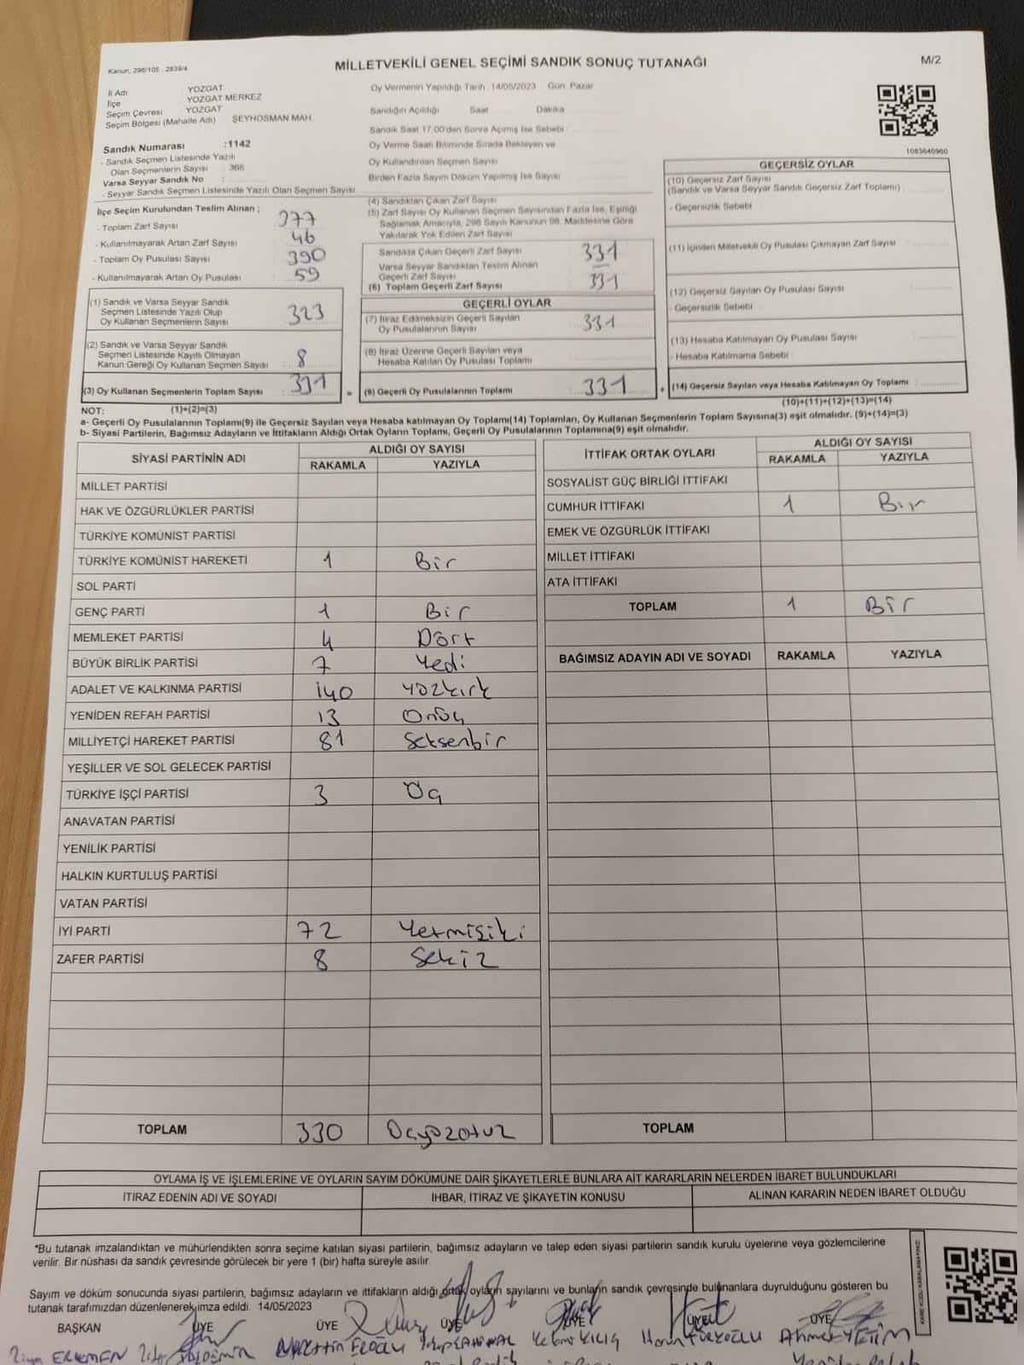 Kanun; 298/105 - 2839/4
MİLLETVEKİLİ GENEL SEÇİMİ SANDIK SONUÇ TUTANAĞI
M/2
İl Adı YOZGAT
İlçe YOZGAT MERKEZ
Seçim Çevresi YOZGAT
Seçim Bölgesi (Mahalle Adı) ŞEYHOSMAN MAH.
Sandık Numarası :1142
- Sandık Seçmen Listesinde Yazılı
Olan Seçmenlerin Sayısı 366
Varsa Seyyar Sandık No :
- Seyyar Sandık Seçmen Listesinde Yazılı Olan Seçmen Sayısı
Oy Vermenin Yapıldığı Tarih 14/05/2023 Gün Pazar
Sandığın Açıldığı Saat Dakika
Sandık Saat 17.00'den Sonra Açılmış İse Sebebi
Oy Verme Saati Bitiminde Sırada Bekleyen ve
Oy Kullandırılan Seçmen Sayısı
Birden Fazla Sayım Döküm Yapılmış İse Sayısı
1083640960
İlçe Seçim Kurulundan Teslim Alınan ;
- Toplam Zarf Sayısı 377
- Kullanılmayarak Artan Zarf Sayısı 46
- Toplam Oy Pusulası Sayısı 390
- Kullanılmayarak Artan Oy Pusulası 59
(1) Sandık ve Varsa Seyyar Sandık
Seçmen Listesinde Yazılı Olup
Oy Kullanan Seçmenlerin Sayısı 323
(2) Sandık ve Varsa Seyyar Sandık
Seçmen Listesinde Kayıtlı Olmayan
Kanun Gereği Oy Kullanan Seçmen Sayısı 8
(3) Oy Kullanan Seçmenlerin Toplam Sayısı 331 =
(4) Sandıktan Çıkan Zarf Sayısı
(5) Zarf Sayısı Oy Kullanan Seçmen Sayısından Fazla İse, Eşitliği
Sağlamak Amacıyla, 298 Sayılı Kanunun 98. Maddesine Göre
Yakılarak Yok Edilen Zarf Sayısı
Sandıkta Çıkan Geçerli Zarf Sayısı 331
Varsa Seyyar Sandıktan Teslim Alınan
Geçerli Zarf Sayısı
(6) Toplam Geçerli Zarf Sayısı 331
GEÇERLİ OYLAR
(7) İtiraz Edilmeksizin Geçerli Sayılan
Oy Pusulalarının Sayısı 331
(8) İtiraz Üzerine Geçerli Sayılan veya
Hesaba Katılan Oy Pusulası Toplamı
(9) Geçerli Oy Pusulalarının Toplamı 331 +
GEÇERSİZ OYLAR
(10) Geçersiz Zarf Sayısı
(Sandık ve Varsa Seyyar Sandık Geçersiz Zarf Toplamı)
- Geçersizlik Sebebi
(11) İçinden Milletvekili Oy Pusulası Çıkmayan Zarf Sayısı
(12) Geçersiz Sayılan Oy Pusulası Sayısı
- Geçersizlik Sebebi
(13) Hesaba Katılmayan Oy Pusulası Sayısı
- Hesaba Katılmama Sebebi
(14) Geçersiz Sayılan veya Hesaba Katılmayan Oy Toplamı
(10)+(11)+(12)+(13)=(14)
NOT: (1)+(2)=(3)
a- Geçerli Oy Pusulalarının Toplamı(9) ile Geçersiz Sayılan veya Hesaba katılmayan Oy Toplamı(14) Toplamları, Oy Kullanan Seçmenlerin Toplam Sayısına(3) eşit olmalıdır. (9)+(14)=(3)
b- Siyasi Partilerin, Bağımsız Adayların ve İttifakların Aldığı Ortak Oyların Toplamı, Geçerli Oy Pusulalarının Toplamına(9) eşit olmalıdır.
SİYASİ PARTİNİN ADI ALDIĞI OY SAYISI
RAKAMLA YAZIYLA
MİLLET PARTİSİ
HAK VE ÖZGÜRLÜKLER PARTİSİ
TÜRKİYE KOMÜNİST PARTİSİ
TÜRKİYE KOMÜNİST HAREKETİ 1 Bir
SOL PARTİ
GENÇ PARTİ 1 Bir
MEMLEKET PARTİSİ 4 Dört
BÜYÜK BİRLİK PARTİSİ 7 Yedi
ADALET VE KALKINMA PARTİSİ 140 yüzkırk
YENİDEN REFAH PARTİSİ 13 Onüç
MİLLİYETÇİ HAREKET PARTİSİ 81 Seksenbir
YEŞİLLER VE SOL GELECEK PARTİSİ
TÜRKİYE İŞÇİ PARTİSİ 3 Üç
ANAVATAN PARTİSİ
YENİLİK PARTİSİ
HALKIN KURTULUŞ PARTİSİ
VATAN PARTİSİ
İYİ PARTİ 72 Yetmişiki
ZAFER PARTİSİ 8 Sekiz
TOPLAM 330 Üçyüzotuz
İTTİFAK ORTAK OYLARI ALDIĞI OY SAYISI
RAKAMLA YAZIYLA
SOSYALİST GÜÇ BİRLİĞİ İTTİFAKI
CUMHUR İTTİFAKI 1 Bir
EMEK VE ÖZGÜRLÜK İTTİFAKI
MİLLET İTTİFAKI
ATA İTTİFAKI
TOPLAM 1 Bir
BAĞIMSIZ ADAYIN ADI VE SOYADI RAKAMLA YAZIYLA
TOPLAM
OYLAMA İŞ VE İŞLEMLERİNE VE OYLARIN SAYIM DÖKÜMÜNE DAİR ŞİKAYETLERLE BUNLARA AİT KARARLARIN NELERDEN İBARET BULUNDUKLARI
İTİRAZ EDENİN ADI VE SOYADI İHBAR, İTİRAZ VE ŞİKAYETİN KONUSU ALINAN KARARIN NEDEN İBARET OLDUĞU
"Bu tutanak imzalandıktan ve mühürlendikten sonra seçime katılan siyasi partilerin, bağımsız adayların ve talep eden siyasi partilerin sandık kurulu üyelerine veya gözlemcilerine
verilir. Bir nüshası da sandık çevresinde görülecek bir yere 1 (bir) hafta süreyle asılır.
Sayım ve döküm sonucunda siyasi partilerin, bağımsız adayların ve ittifakların aldığı ortak oyların sayılarını ve bunların sandık çevresinde bulunanlara duyrulduğunu gösteren bu
tutanak tarafımızdan düzenlenerek imza edildi. 14/05/2023
BAŞKAN ÜYE ÜYE ÜYE ÜYE ÜYE ÜYE